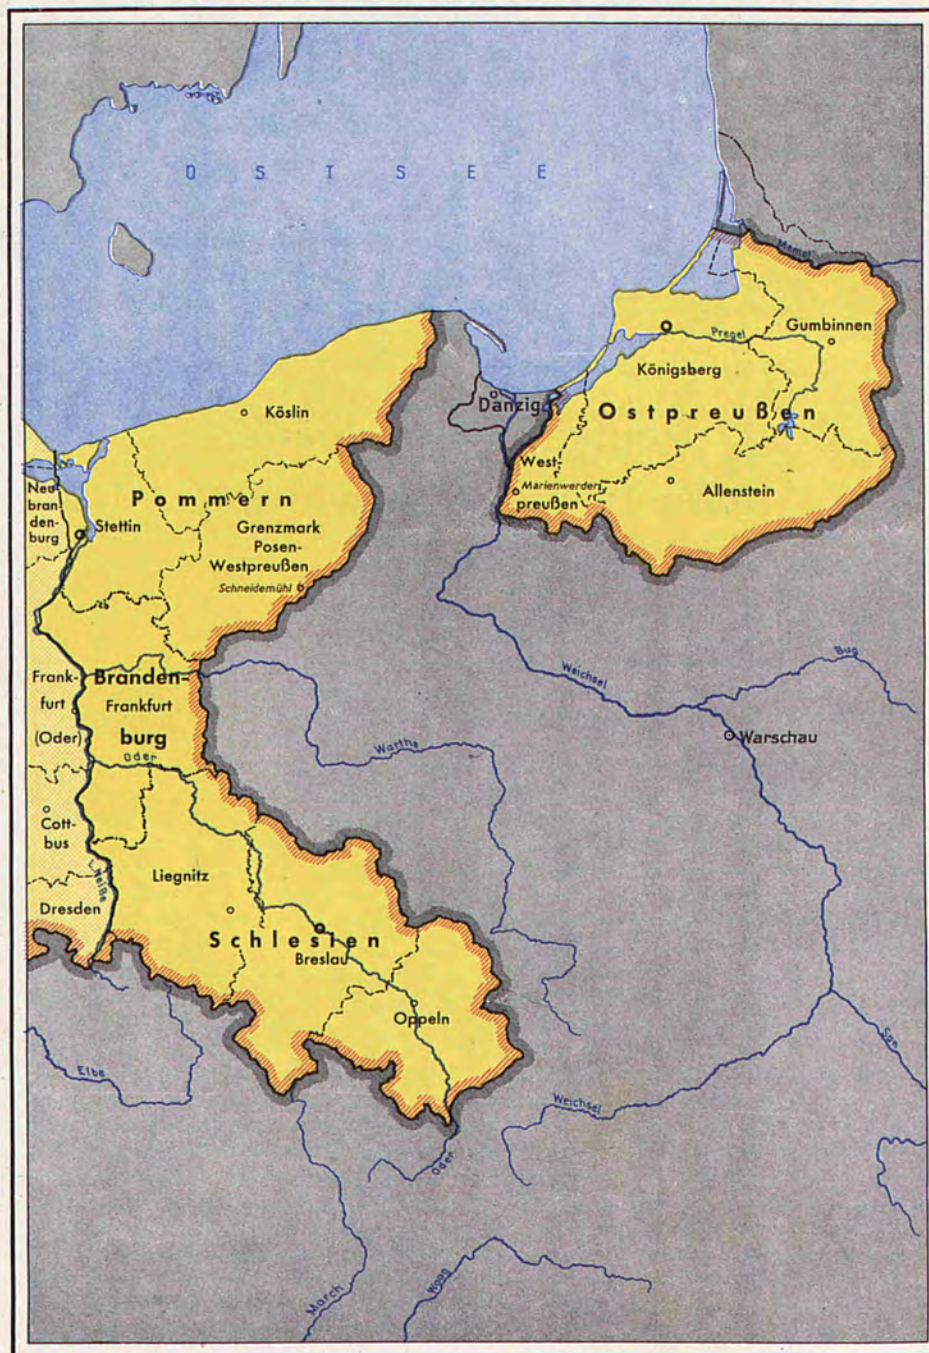 OSTSEE
Memel
Gumbinnen
Pregel
Königsberg
Ostpreußen
Danzig
Köslin
West-
Marienwerder
preußen
Allenstein
Neu-
bran
den-
burg
Pommern
Stettin
Grenzmark
Posen-
Westpreußen
Schneidemühl
Frank-
furt
(Oder)
Branden-
Frankfurt
burg
Oder
Weichsel
Bug
Warschau
Warthe
Cott-
bus
Neiße
Dresden
Liegnitz
Schlesien
Breslau
Oppeln
San
Elbe
Weichsel
Oder
March
Waag